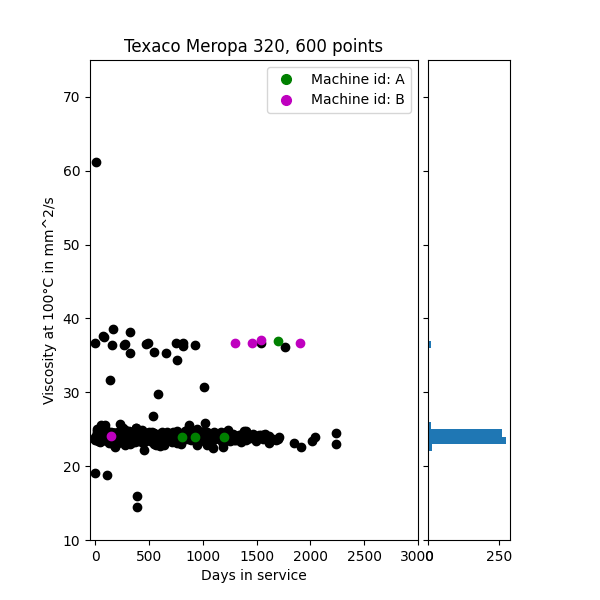 Texaco Meropa 320, 600 points
Machine id: A
Machine id: B
70
60
50
40
30
20
10
Viscosity at 100°C in mm^2/s
0 500 1000 1500 2000 2500 3000
0 250
Days in service